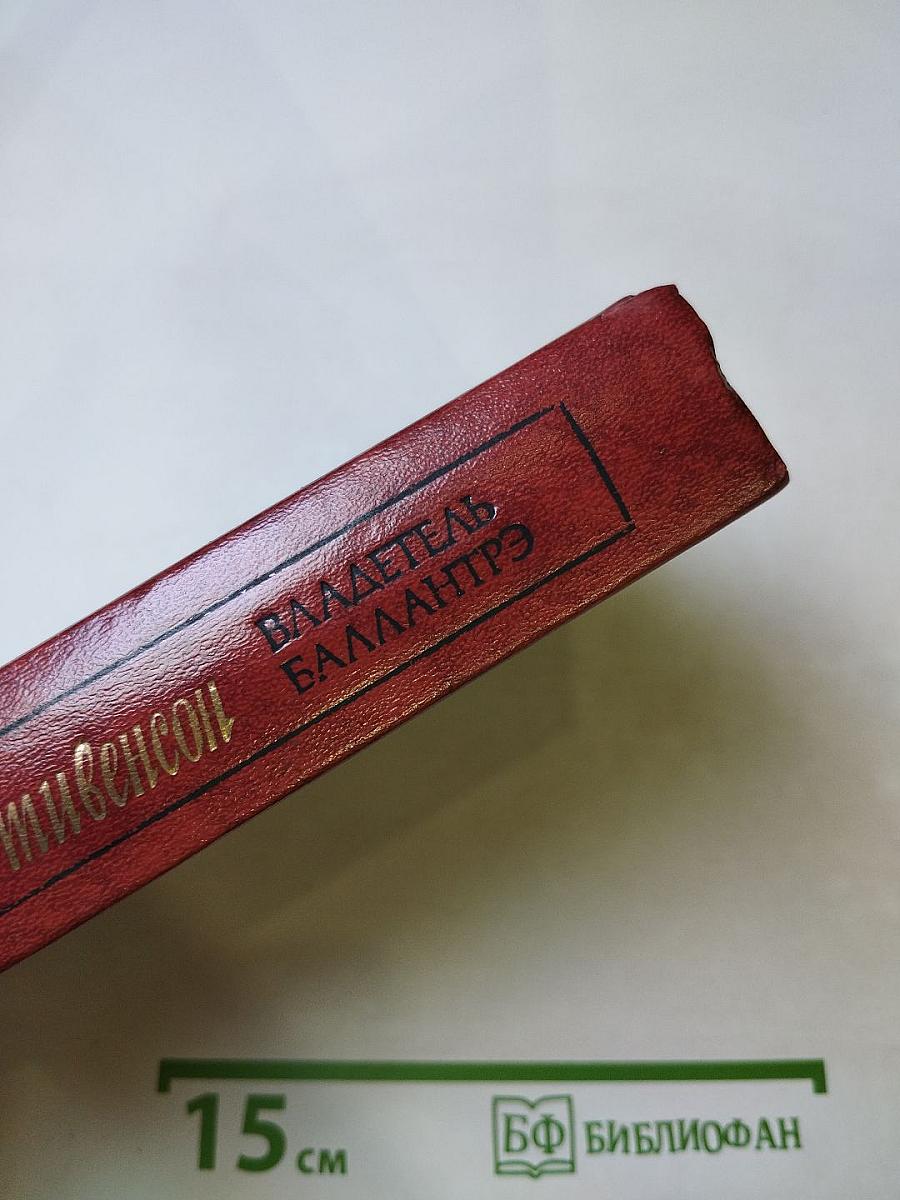 тивенсон
ВЛАДЕТЕЛЬ
БАЛЛАНТРЭ
15 см
БФ БИБЛИОФАН